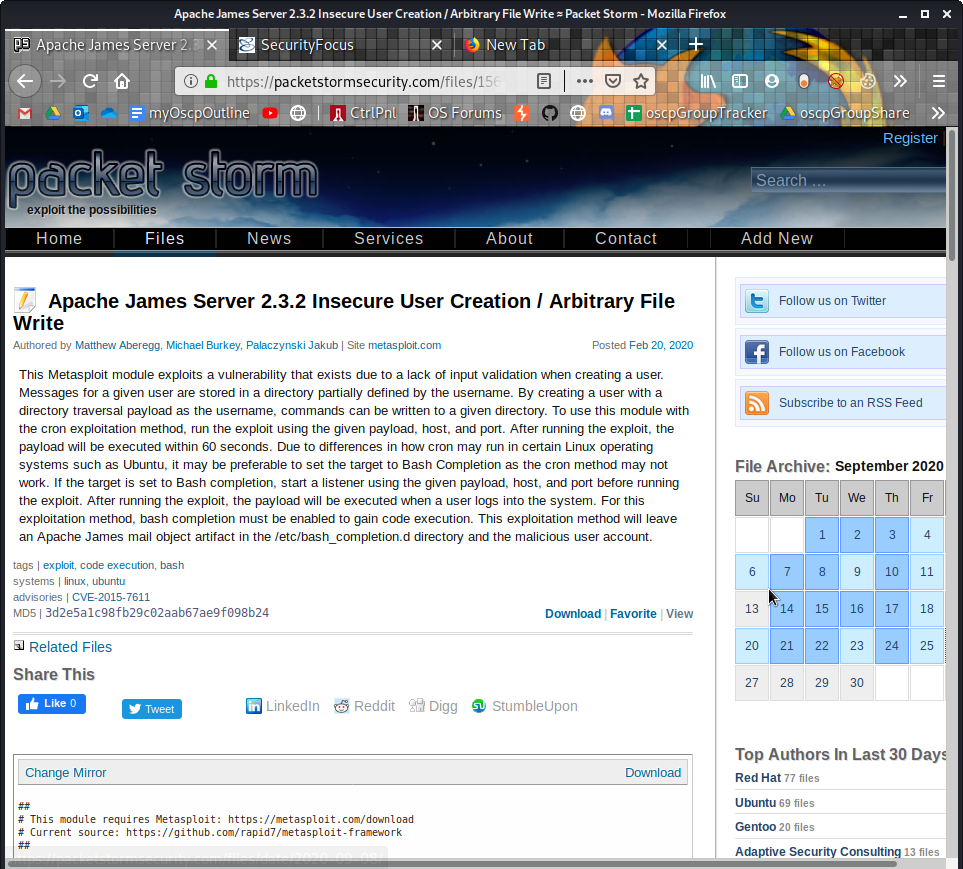 Apache James Server 2.3.2 Insecure User Creation / Arbitrary File Write ≈ Packet Storm - Mozilla Firefox
Apache James Server 2.3
SecurityFocus
New Tab
https://packetstormsecurity.com/files/156
myOscpOutline
CtrlPnl
OS Forums
oscpGroupTracker
oscpGroupShare
Register
packet storm
exploit the possibilities
Search …
Home
Files
News
Services
About
Contact
Add New
Apache James Server 2.3.2 Insecure User Creation / Arbitrary File
Write
Authored by Matthew Aberegg, Michael Burkey, Palaczynski Jakub | Site metasploit.com
Posted Feb 20, 2020
This Metasploit module exploits a vulnerability that exists due to a lack of input validation when creating a user.
Messages for a given user are stored in a directory partially defined by the username. By creating a user with a
directory traversal payload as the username, commands can be written to a given directory. To use this module with
the cron exploitation method, run the exploit using the given payload, host, and port. After running the exploit, the
payload will be executed within 60 seconds. Due to differences in how cron may run in certain Linux operating
systems such as Ubuntu, it may be preferable to set the target to Bash Completion as the cron method may not
work. If the target is set to Bash completion, start a listener using the given payload, host, and port before running
the exploit. After running the exploit, the payload will be executed when a user logs into the system. For this
exploitation method, bash completion must be enabled to gain code execution. This exploitation method will leave
an Apache James mail object artifact in the /etc/bash_completion.d directory and the malicious user account.
tags | exploit, code execution, bash
systems | linux, ubuntu
advisories | CVE-2015-7611
MD5 | 3d2e5a1c98fb29c02aab67ae9f098b24
Download | Favorite | View
Related Files
Share This
Like 0
Tweet
LinkedIn
Reddit
Digg
StumbleUpon
Change Mirror
Download
##
# This module requires Metasploit: https://metasploit.com/download
# Current source: https://github.com/rapid7/metasploit-framework
##
Follow us on Twitter
Follow us on Facebook
Subscribe to an RSS Feed
File Archive: September 2020
Su Mo Tu We Th Fr
1 2 3 4
6 7 8 9 10 11
13 14 15 16 17 18
20 21 22 23 24 25
27 28 29 30
Top Authors In Last 30 Days
Red Hat 77 files
Ubuntu 69 files
Gentoo 20 files
Adaptive Security Consulting 13 files